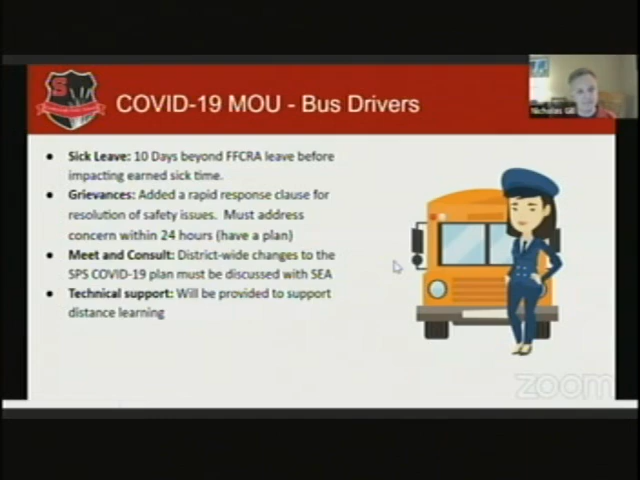 S
COVID-19 MOU - Bus Drivers
Nicholas Gil
● Sick Leave: 10 Days beyond FFCRA leave before
impacting earned sick time.
● Grievances: Added a rapid response clause for
resolution of safety issues. Must address
concern within 24 hours (have a plan)
● Meet and Consult: District-wide changes to the
SPS COVID-19 plan must be discussed with SEA
● Technical support: Will be provided to support
distance learning
zoom